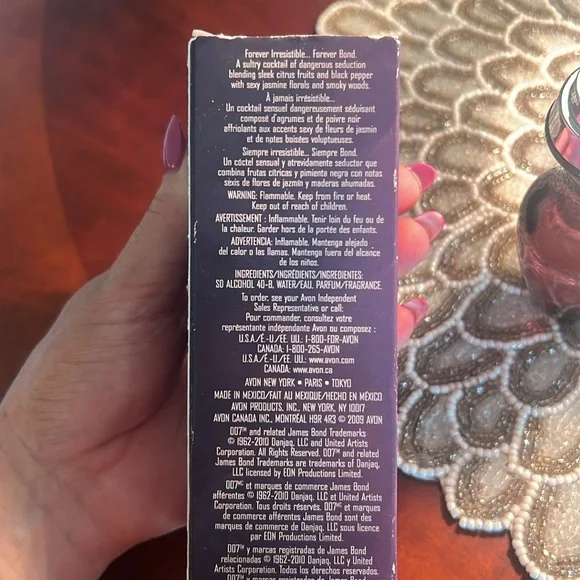 Forever Irresistible... Forever Bond.
A sultry cocktail of dangerous seduction
blending sleek citrus fruits and black pepper
with sexy jasmine florals and smoky woods.
À jamais irrésistible...
Un cocktail sensuel dangereusement séduisant
composé d'agrumes et de poivre noir
affriolants aux accents sexy de fleurs de jasmin
et de notes boisées voluptueuses.
Siempre irresistible... Siempre Bond.
Un cóctel sensual y atrevidamente seductor que
combina frutas cítricas y pimienta negra con notas
sexis de flores de jazmín y maderas ahumadas.
WARNING: Flammable. Keep from fire or heat.
Keep out of reach of children.
AVERTISSEMENT : Inflammable. Tenir loin du feu ou de
la chaleur. Garder hors de la portée des enfants.
ADVERTENCIA: Inflamable. Mantenga alejado
del calor o las llamas. Mantenga fuera del alcance
de los niños.
INGREDIENTS/INGRÉDIENTS/INGREDIENTES:
SD ALCOHOL 40-B, WATER/EAU, PARFUM/FRAGRANCE.
To order, see your Avon Independent
Sales Representative or call:
Pour commander, consultez votre
représentante indépendante Avon ou composez :
U.S.A./É.-U./EE. UU.: 1-800-FOR-AVON
CANADA: 1-800-265-AVON
U.S.A./É.-U./EE. UU.: www.avon.com
CANADA: www.avon.ca
AVON NEW YORK • PARIS • TOKYO
MADE IN MEXICO/FAIT AU MEXIQUE/HECHO EN MÉXICO
AVON PRODUCTS, INC., NEW YORK, NY 10017
AVON CANADA INC., MONTRÉAL H9R 4R3 © 2009 AVON
007™ and related James Bond Trademarks
© 1962-2010 Danjaq, LLC and United Artists
Corporation. All Rights Reserved. 007™ and related
James Bond Trademarks are trademarks of Danjaq,
LLC licensed by EON Productions Limited.
007ᴹᶜ et marques de commerce James Bond
afférentes © 1962-2010 Danjaq, LLC et United Artists
Corporation. Tous droits réservés. 007ᴹᶜ et marques
de commerce afférentes James Bond sont des
marques de commerce de Danjaq, LLC sous licence
par EON Productions Limited.
007™ y marcas registradas de James Bond
relacionadas © 1962-2010 Danjaq, LLC y United
Artists Corporation. Todos los derechos reservados.
007™ y marcas registradas de James Bond